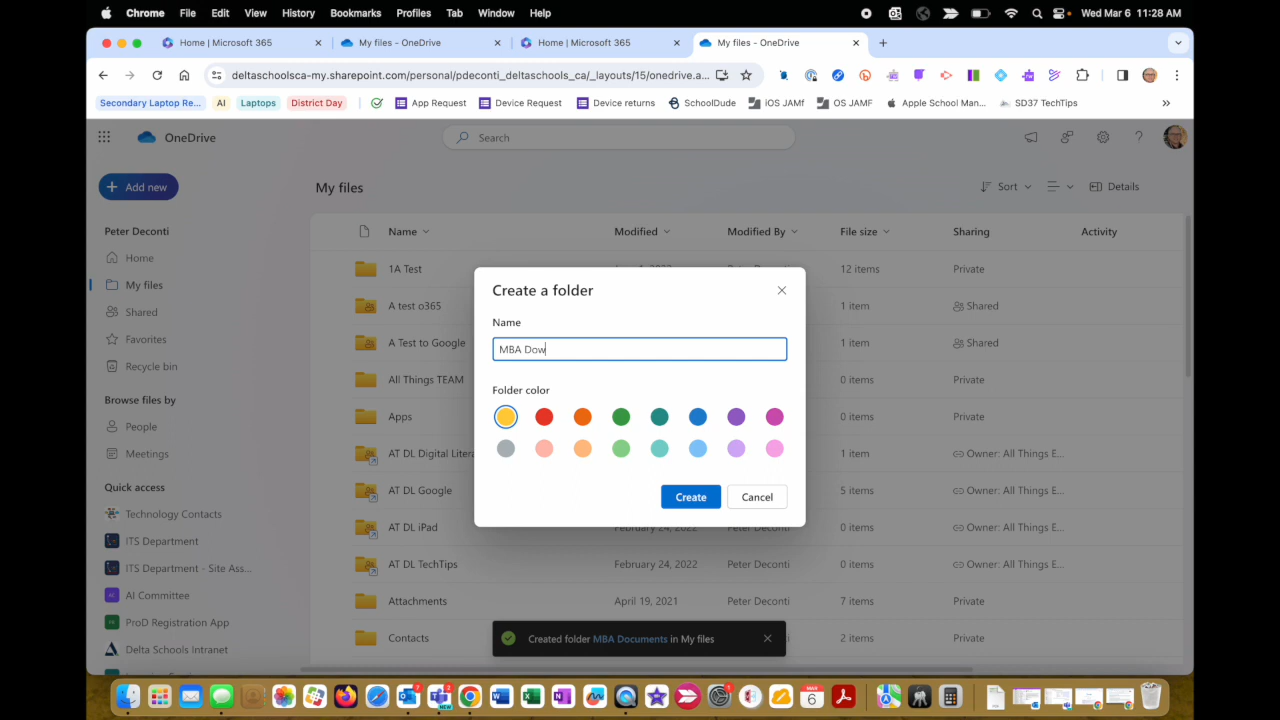 Chrome File Edit View History Bookmarks Profiles Tab Window Help Wed Mar 6 11:28 AM
Home | Microsoft 365 My files - OneDrive Home | Microsoft 365 My files - OneDrive
deltaschoolsca-my.sharepoint.com/personal/pdeconti_deltaschools_ca/_layouts/15/onedrive.a...
Secondary Laptop Re... AI Laptops District Day App Request Device Request Device returns SchoolDude iOS JAMf OS JAMF Apple School Man... SD37 TechTips
OneDrive Search
Add new My files Sort Details
Peter Deconti
Home
My files
Shared
Favorites
Recycle bin
Browse files by
People
Meetings
Quick access
Technology Contacts
ITS Department
ITS Department - Site Ass...
AI Committee
ProD Registration App
Delta Schools Intranet
Name Modified Modified By File size Sharing Activity
1A Test 12 items Private
A test o365 1 item Shared
A Test to Google 1 item Shared
All Things TEAM 0 items Private
Apps 0 items Private
AT DL Digital Litera 1 item Owner: All Things E...
AT DL Google 5 items Owner: All Things E...
AT DL iPad February 24, 2022 Peter Deconti 0 items Owner: All Things E...
AT DL TechTips February 24, 2022 Peter Deconti 0 items Owner: All Things E...
Attachments April 19, 2021 Peter Deconti 7 items Private
Contacts 2 items Private
Create a folder
Name
MBA Dow
Folder color
Create Cancel
Created folder MBA Documents in My files
NEW
MAR
6